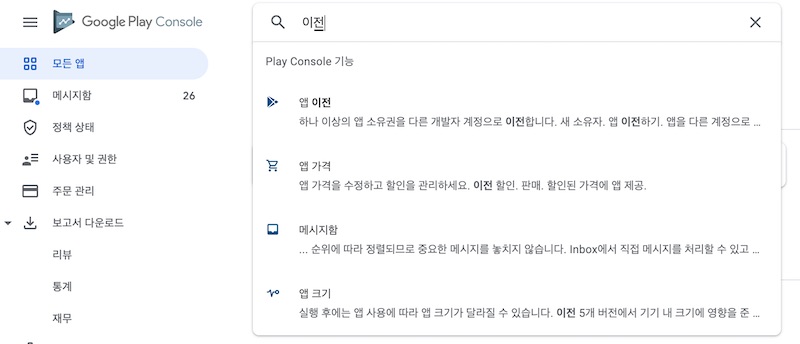 Google Play Console
모든 앱
메시지함 26
정책 상태
사용자 및 권한
주문 관리
보고서 다운로드
리뷰
통계
재무
이전
Play Console 기능
앱 이전
하나 이상의 앱 소유권을 다른 개발자 계정으로 이전합니다. 새 소유자. 앱 이전하기. 앱을 다른 계정으로 ...
앱 가격
앱 가격을 수정하고 할인을 관리하세요. 이전 할인. 판매. 할인된 가격에 앱 제공.
메시지함
... 순위에 따라 정렬되므로 중요한 메시지를 놓치지 않습니다. Inbox에서 직접 메시지를 처리할 수 있고 ...
앱 크기
실행 후에는 앱 사용에 따라 앱 크기가 달라질 수 있습니다. 이전 5개 버전에서 기기 내 크기에 영향을 준 ...